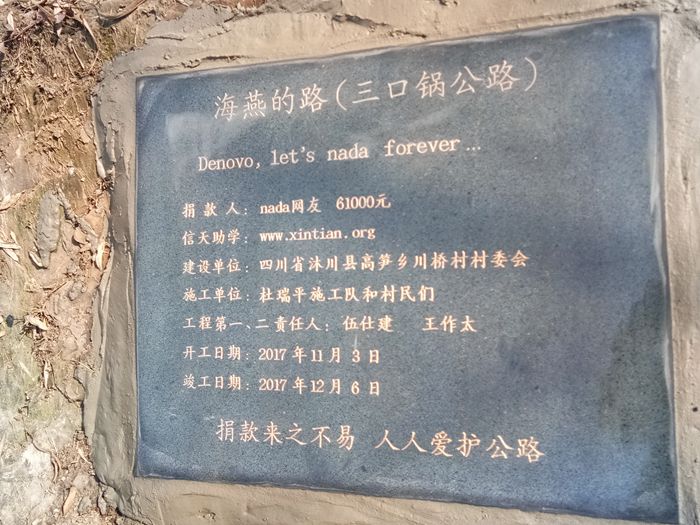 海燕的路(三口锅公路)
Denovo, let's nada forever...
捐款人: nada网友 61000元
信天助学: www.xintian.org
建设单位: 四川省沐川县高笋乡川桥村村委会
施工单位: 杜瑞平施工队和村民们
工程第一、二责任人: 伍仕建 王作太
开工日期: 2017年11月3日
竣工日期: 2017年12月6日
捐款来之不易 人人爱护公路